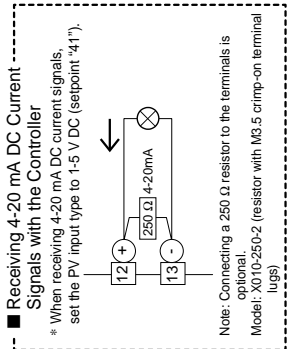 ■ Receiving 4-20 mA DC Current
Signals with the Controller
* When receiving 4-20 mA DC current signals,
set the PV input type to 1-5 V DC (setpoint "41").
12
+
250 Ω
4-20mA
13
-
Note: Connecting a 250 Ω resistor to the terminals is
optional.
Model: X010-250-2 (resistor with M3.5 crimp-on terminal
lugs)